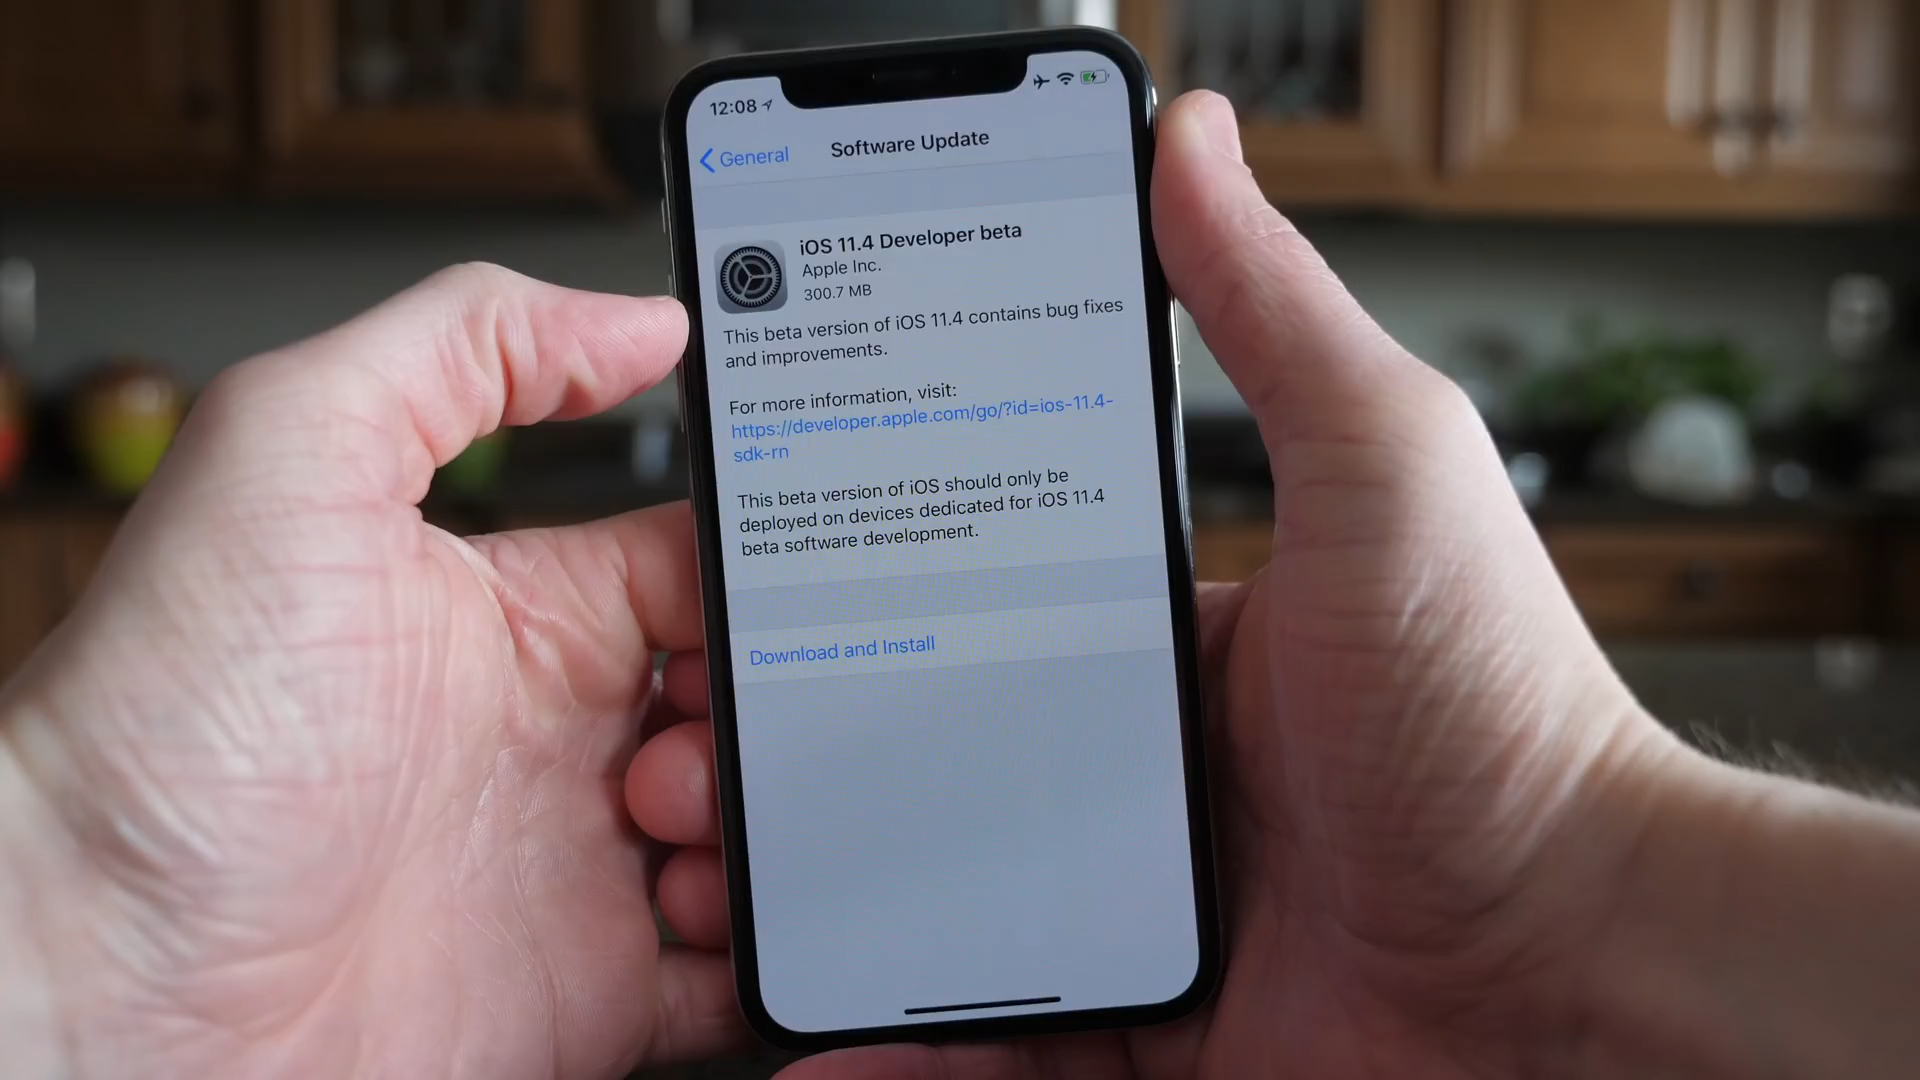 12:08
General
Software Update
iOS 11.4 Developer beta
Apple Inc.
300.7 MB
This beta version of iOS 11.4 contains bug fixes
and improvements.
For more information, visit:
https://developer.apple.com/go/?id=ios-11.4-
sdk-rn
This beta version of iOS should only be
deployed on devices dedicated for iOS 11.4
beta software development.
Download and Install